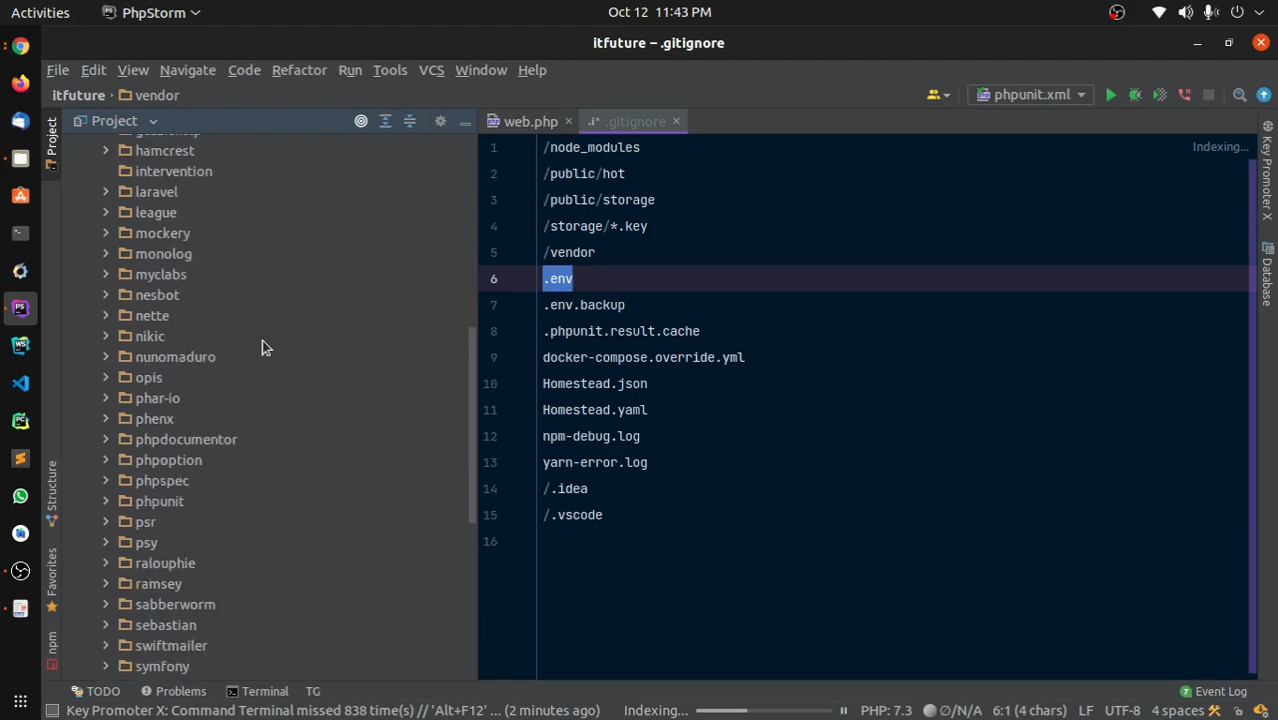 Activities PhpStorm Oct 12 11:43 PM
itfuture – .gitignore
File Edit View Navigate Code Refactor Run Tools VCS Window Help
itfuture vendor phpunit.xml
Project
web.php .gitignore
Project
hamcrest
intervention
laravel
league
mockery
monolog
myclabs
nesbot
nette
nikic
nunomaduro
opis
phar-io
phenx
phpdocumentor
phpoption
phpspec
phpunit
psr
psy
ralouphie
ramsey
sabberworm
sebastian
swiftmailer
symfony
Structure
Favorites
npm
1 /node_modules
2 /public/hot
3 /public/storage
4 /storage/*.key
5 /vendor
6 .env
7 .env.backup
8 .phpunit.result.cache
9 docker-compose.override.yml
10 Homestead.json
11 Homestead.yaml
12 npm-debug.log
13 yarn-error.log
14 /.idea
15 /.vscode
16
Indexing...
Key Promoter X
Database
TODO Problems Terminal TG 7 Event Log
Key Promoter X: Command Terminal missed 838 time(s) // 'Alt+F12' ... (2 minutes ago) Indexing... PHP: 7.3 ∅/N/A 6:1 (4 chars) LF UTF-8 4 spaces